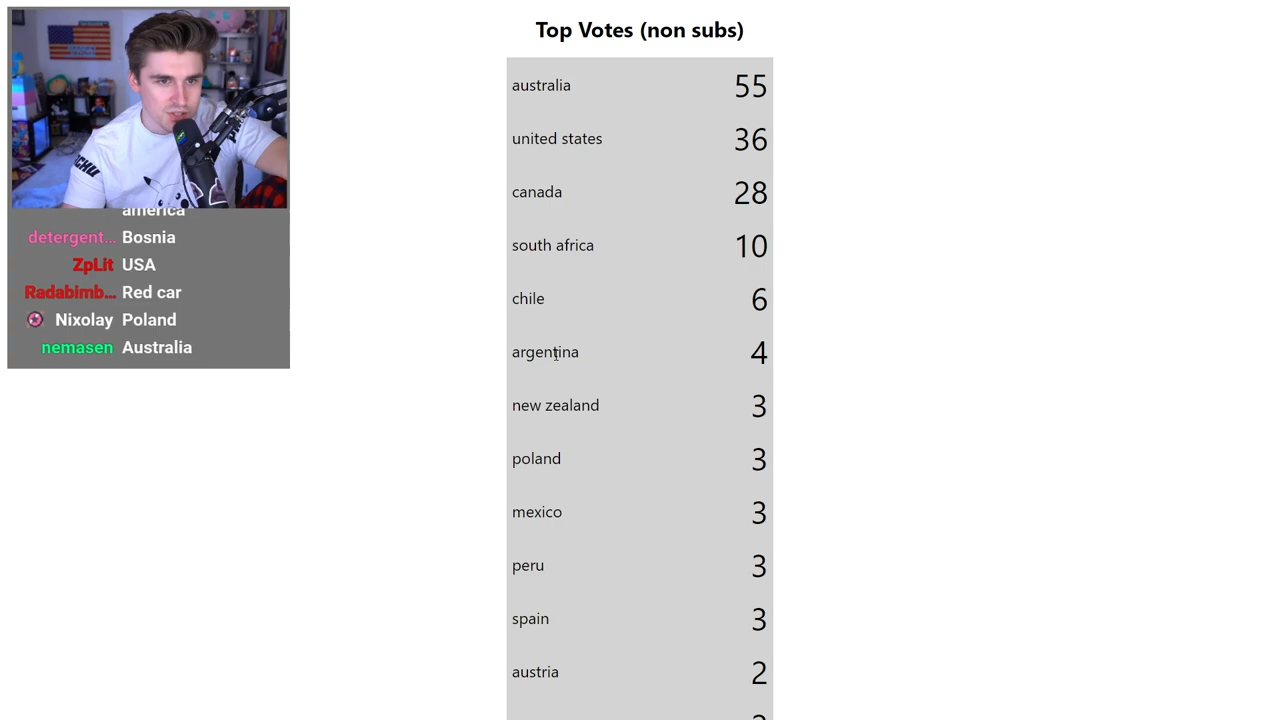 america
detergent... Bosnia
ZpLit USA
Radabimb... Red car
Nixolay Poland
nemasen Australia
Top Votes (non subs)
australia 55
united states 36
canada 28
south africa 10
chile 6
argentina 4
new zealand 3
poland 3
mexico 3
peru 3
spain 3
austria 2